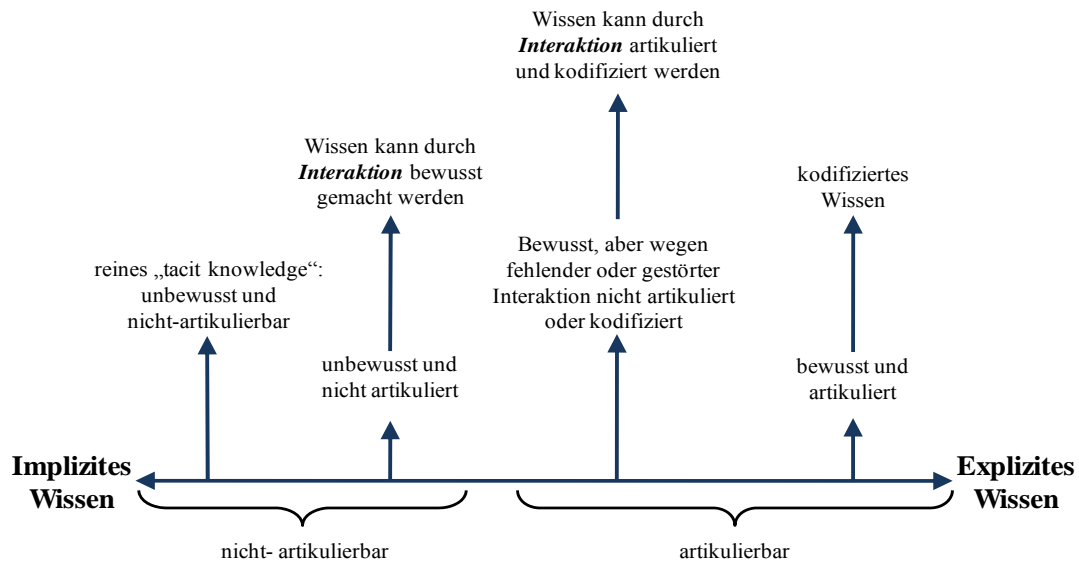 Wissen kann durch
Interaktion artikuliert
und kodifiziert werden
Wissen kann durch
Interaktion bewusst
gemacht werden
kodifiziertes
Wissen
reines „tacit knowledge“:
unbewusst und
nicht-artikulierbar
Bewusst, aber wegen
fehlender oder gestörter
Interaktion nicht artikuliert
oder kodifiziert
unbewusst und
nicht artikuliert
bewusst und
artikuliert
Implizites
Wissen
Explizites
Wissen
nicht- artikulierbar
artikulierbar